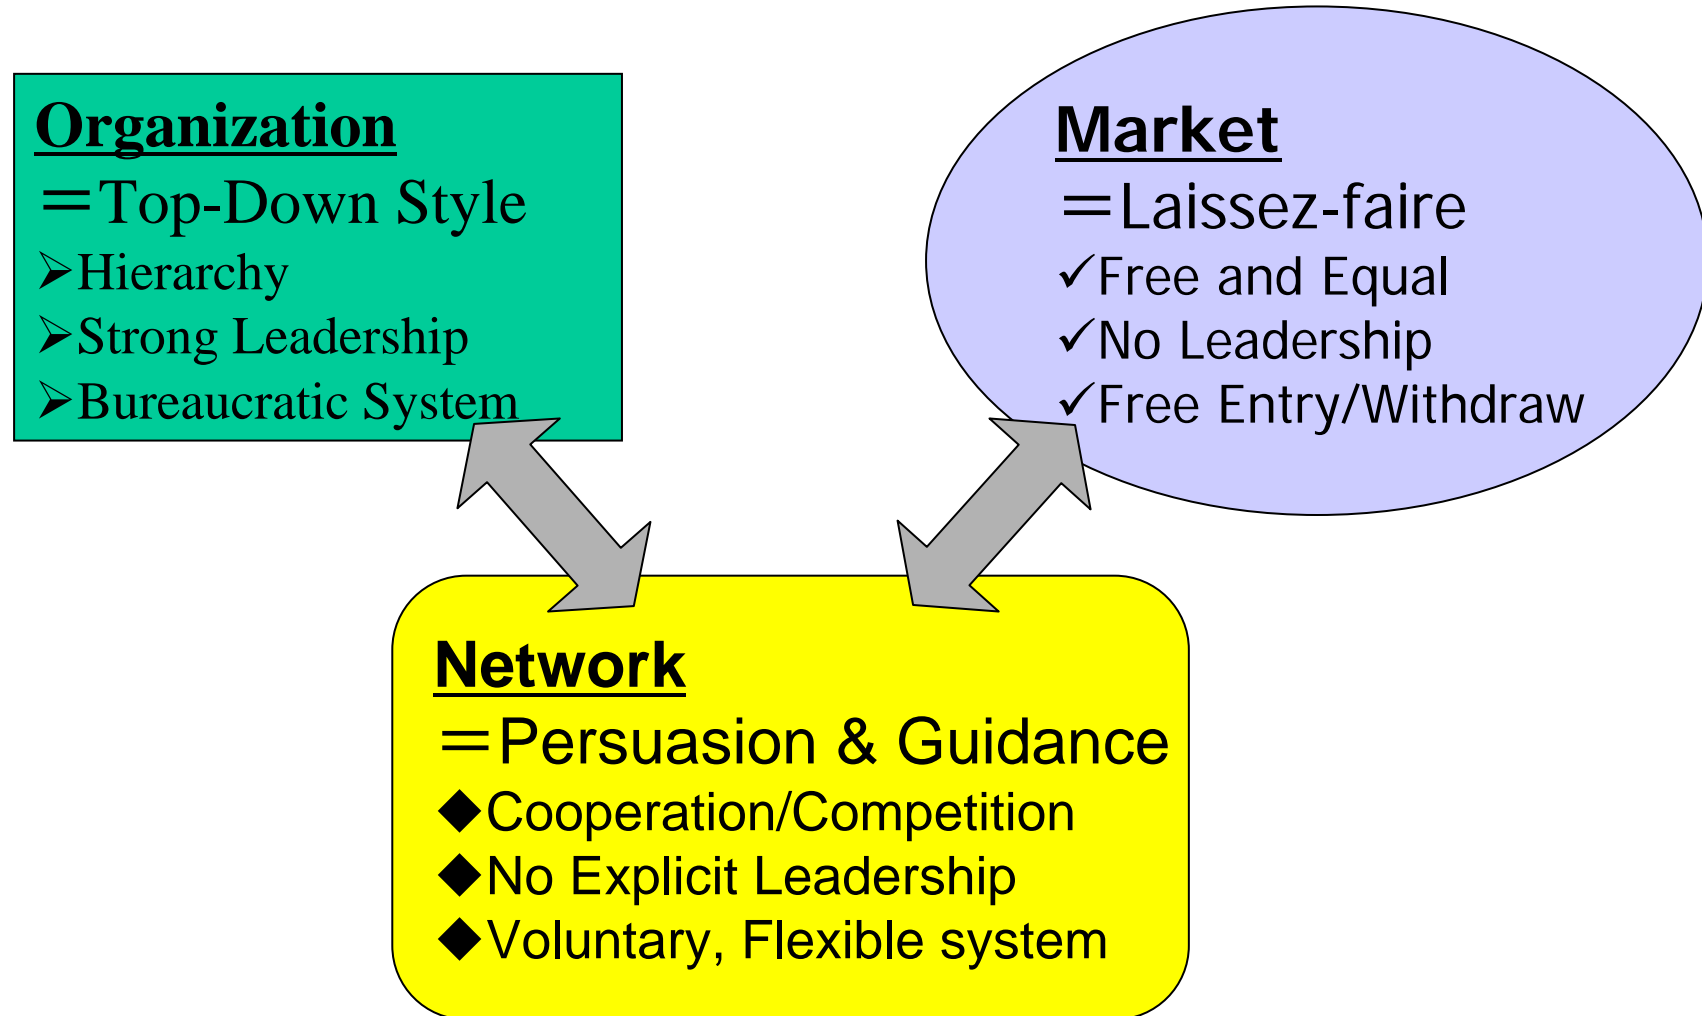 Organization
＝Top-Down Style
➢Hierarchy
➢Strong Leadership
➢Bureaucratic System
Market
＝Laissez-faire
✓Free and Equal
✓No Leadership
✓Free Entry/Withdraw
Network
＝Persuasion & Guidance
◆Cooperation/Competition
◆No Explicit Leadership
◆Voluntary, Flexible system